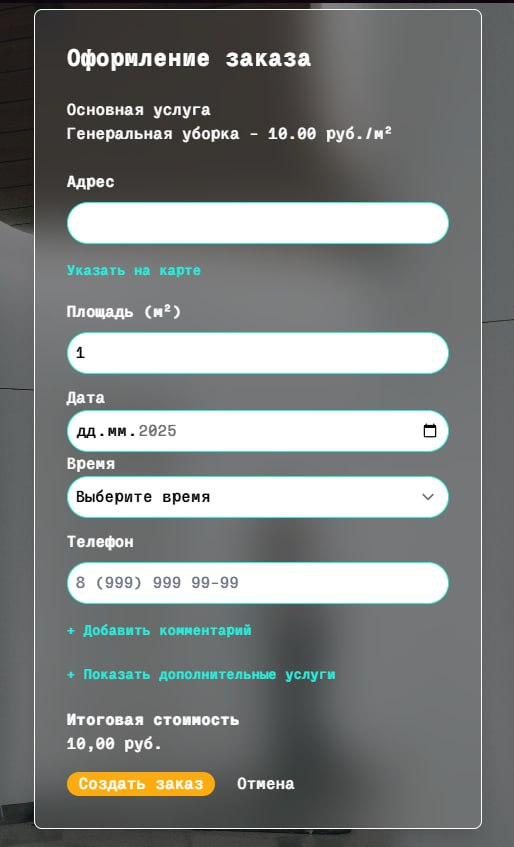 Оформление заказа
Основная услуга
Генеральная уборка – 10.00 руб./м²
Адрес
Указать на карте
Площадь (м²)
1
Дата
дд.мм.2025
Время
Выберите время
Телефон
8 (999) 999 99-99
+ Добавить комментарий
+ Показать дополнительные услуги
Итоговая стоимость
10,00 руб.
Создать заказ Отмена